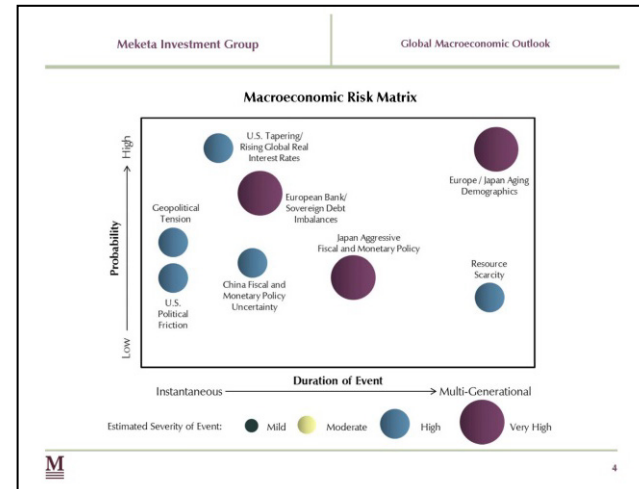 Meketa Investment Group
Global Macroeconomic Outlook
Macroeconomic Risk Matrix
High
Probability
Low
U.S. Tapering/
Rising Global Real
Interest Rates
Europe / Japan Aging
Demographics
European Bank/
Sovereign Debt
Imbalances
Geopolitical
Tension
Japan Aggressive
Fiscal and Monetary Policy
Resource
Scarcity
China Fiscal and
Monetary Policy
Uncertainty
U.S.
Political
Friction
Duration of Event
Instantaneous
Multi-Generational
Estimated Severity of Event:
Mild
Moderate
High
Very High
M
4